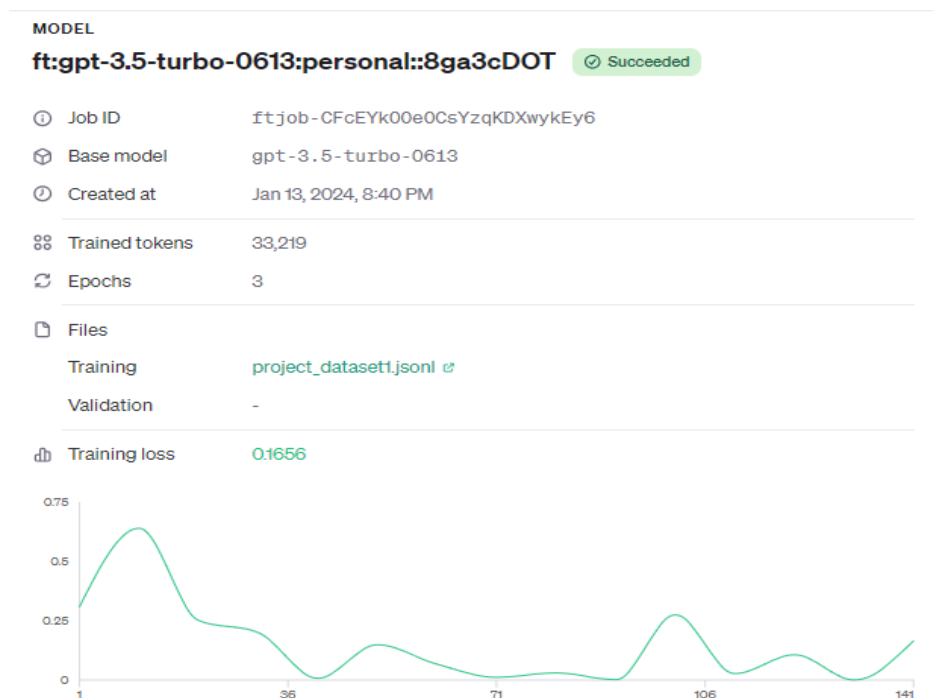 MODEL
ft:gpt-3.5-turbo-0613:personal::8ga3cDOT Succeeded
Job ID ftjob-CFcEYkOOeOCsYzqKDXwykEy6
Base model gpt-3.5-turbo-0613
Created at Jan 13, 2024, 8:40 PM
Trained tokens 33,219
Epochs 3
Files
Training project_dataset1.jsonl
Validation -
Training loss 0.1656
0.75
0.5
0.25
0
1 36 71 106 141